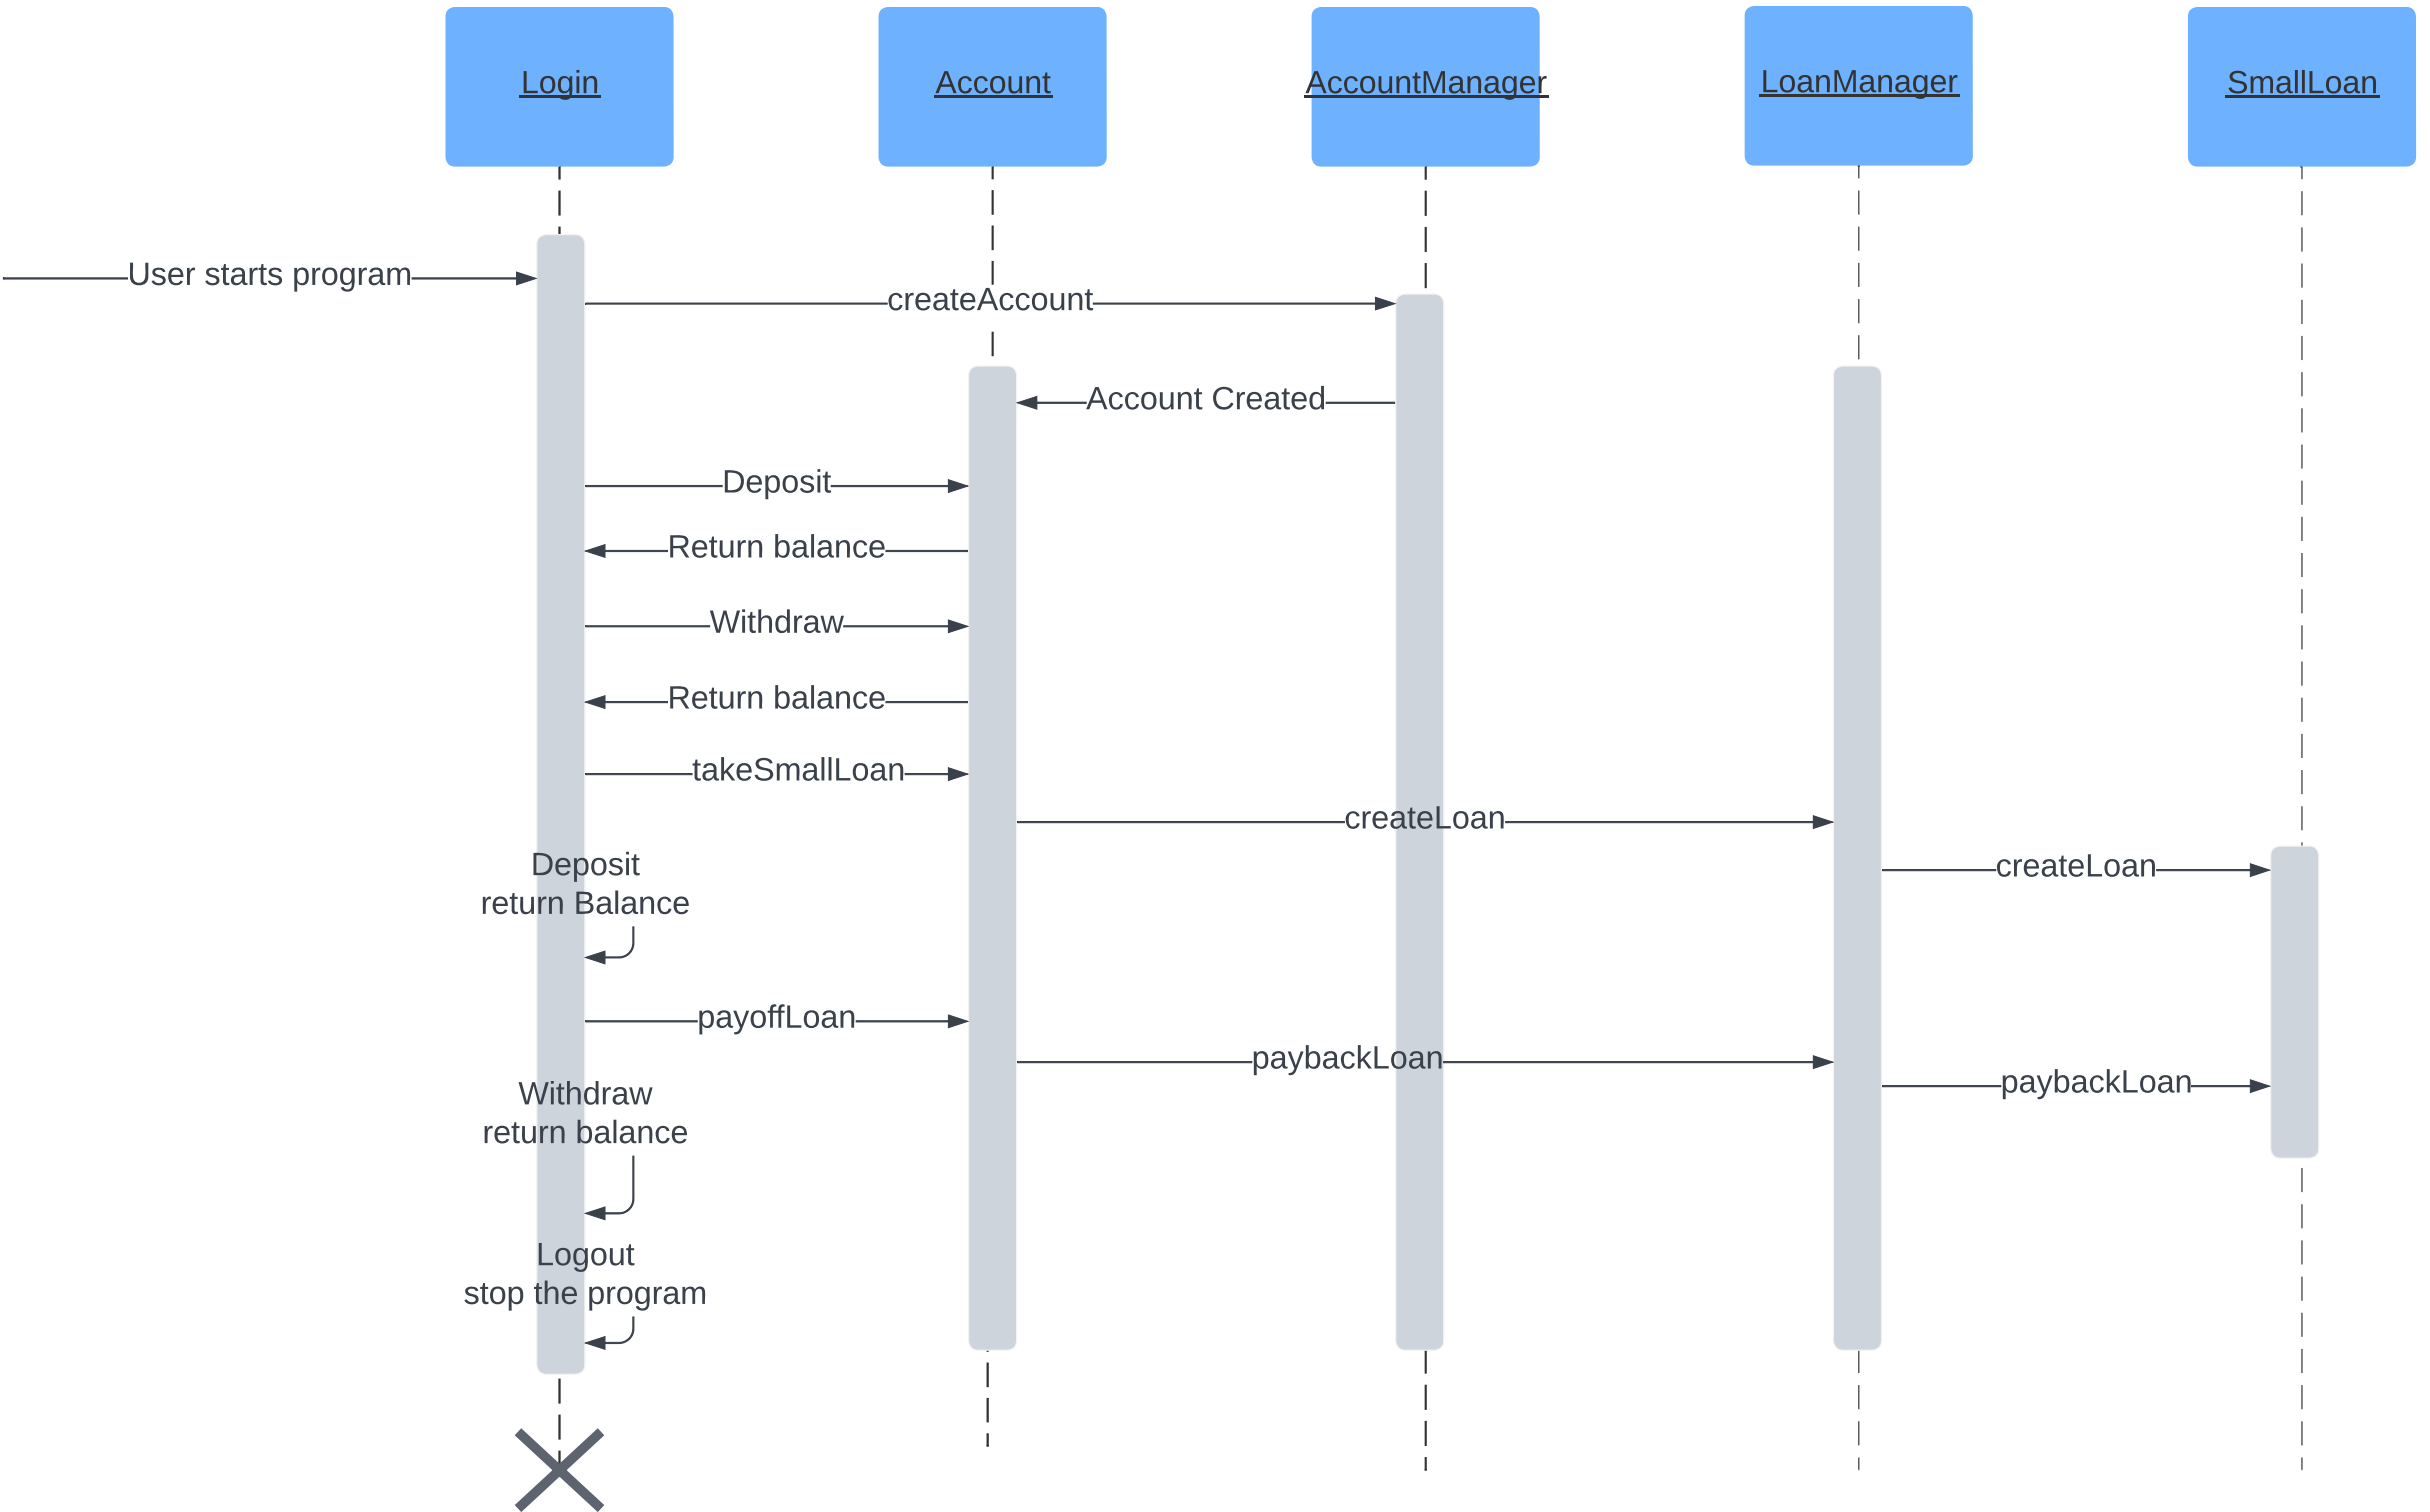 Login
Account
AccountManager
LoanManager
SmallLoan
User starts program
createAccount
Account Created
Deposit
Return balance
Withdraw
Return balance
takeSmallLoan
createLoan
Deposit
return Balance
createLoan
payoffLoan
paybackLoan
paybackLoan
Withdraw
return balance
Logout
stop the program